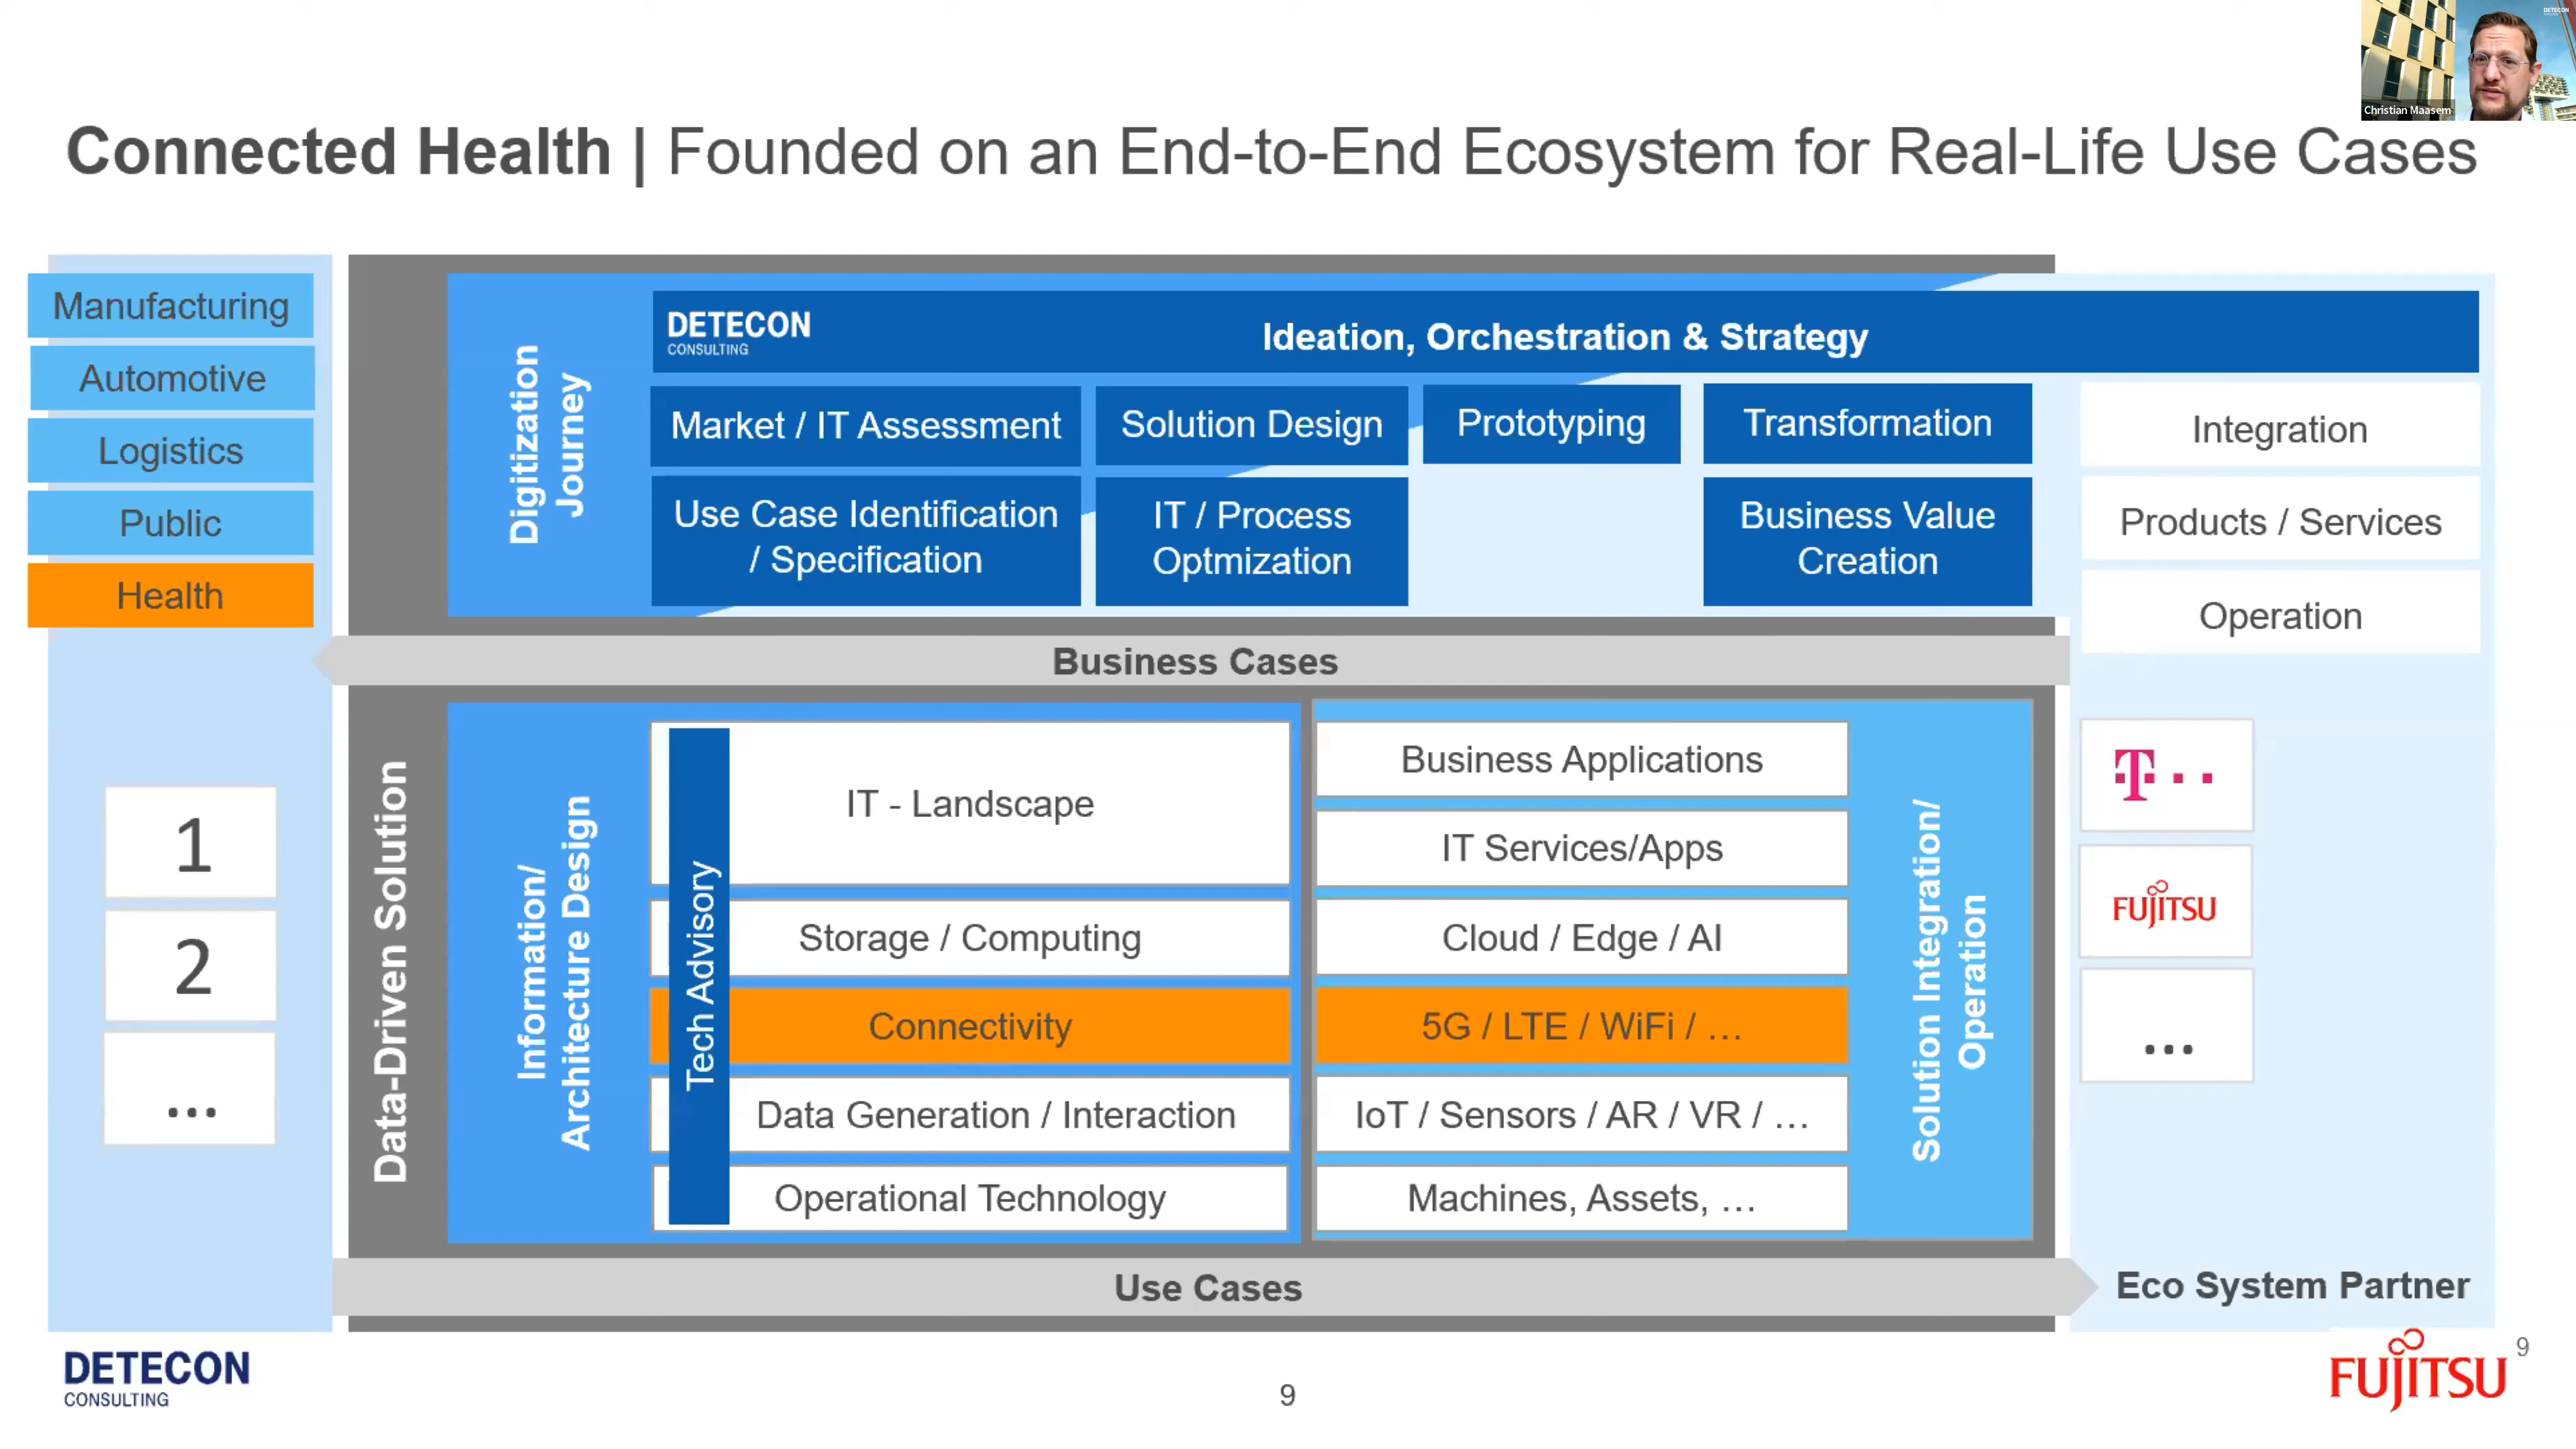 DETECON
Christian Maasem
Connected Health | Founded on an End-to-End Ecosystem for Real-Life Use Cases
Manufacturing
Automotive
Logistics
Public
Health
1
2
...
Data-Driven Solution
Digitization
Journey
DETECON
CONSULTING
Ideation, Orchestration & Strategy
Market / IT Assessment
Solution Design
Prototyping
Transformation
Use Case Identification
/ Specification
IT / Process
Optmization
Business Value
Creation
Integration
Products / Services
Operation
Business Cases
Information/
Architecture Design
Tech Advisory
IT - Landscape
Storage / Computing
Connectivity
Data Generation / Interaction
Operational Technology
Business Applications
IT Services/Apps
Cloud / Edge / AI
5G / LTE / WiFi / ...
IoT / Sensors / AR / VR / ...
Machines, Assets, ...
Solution Integration/
Operation
T
FUJITSU
...
Use Cases
Eco System Partner
DETECON
CONSULTING
9
FUJITSU
9